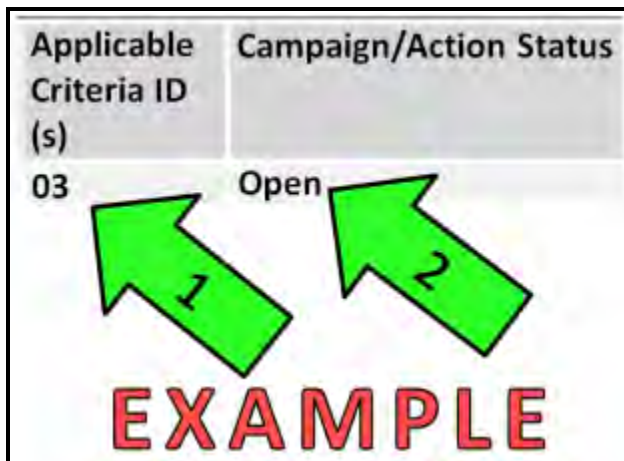 Applicable Criteria ID (s)
Campaign/Action Status
03
Open
1
2
EXAMPLE